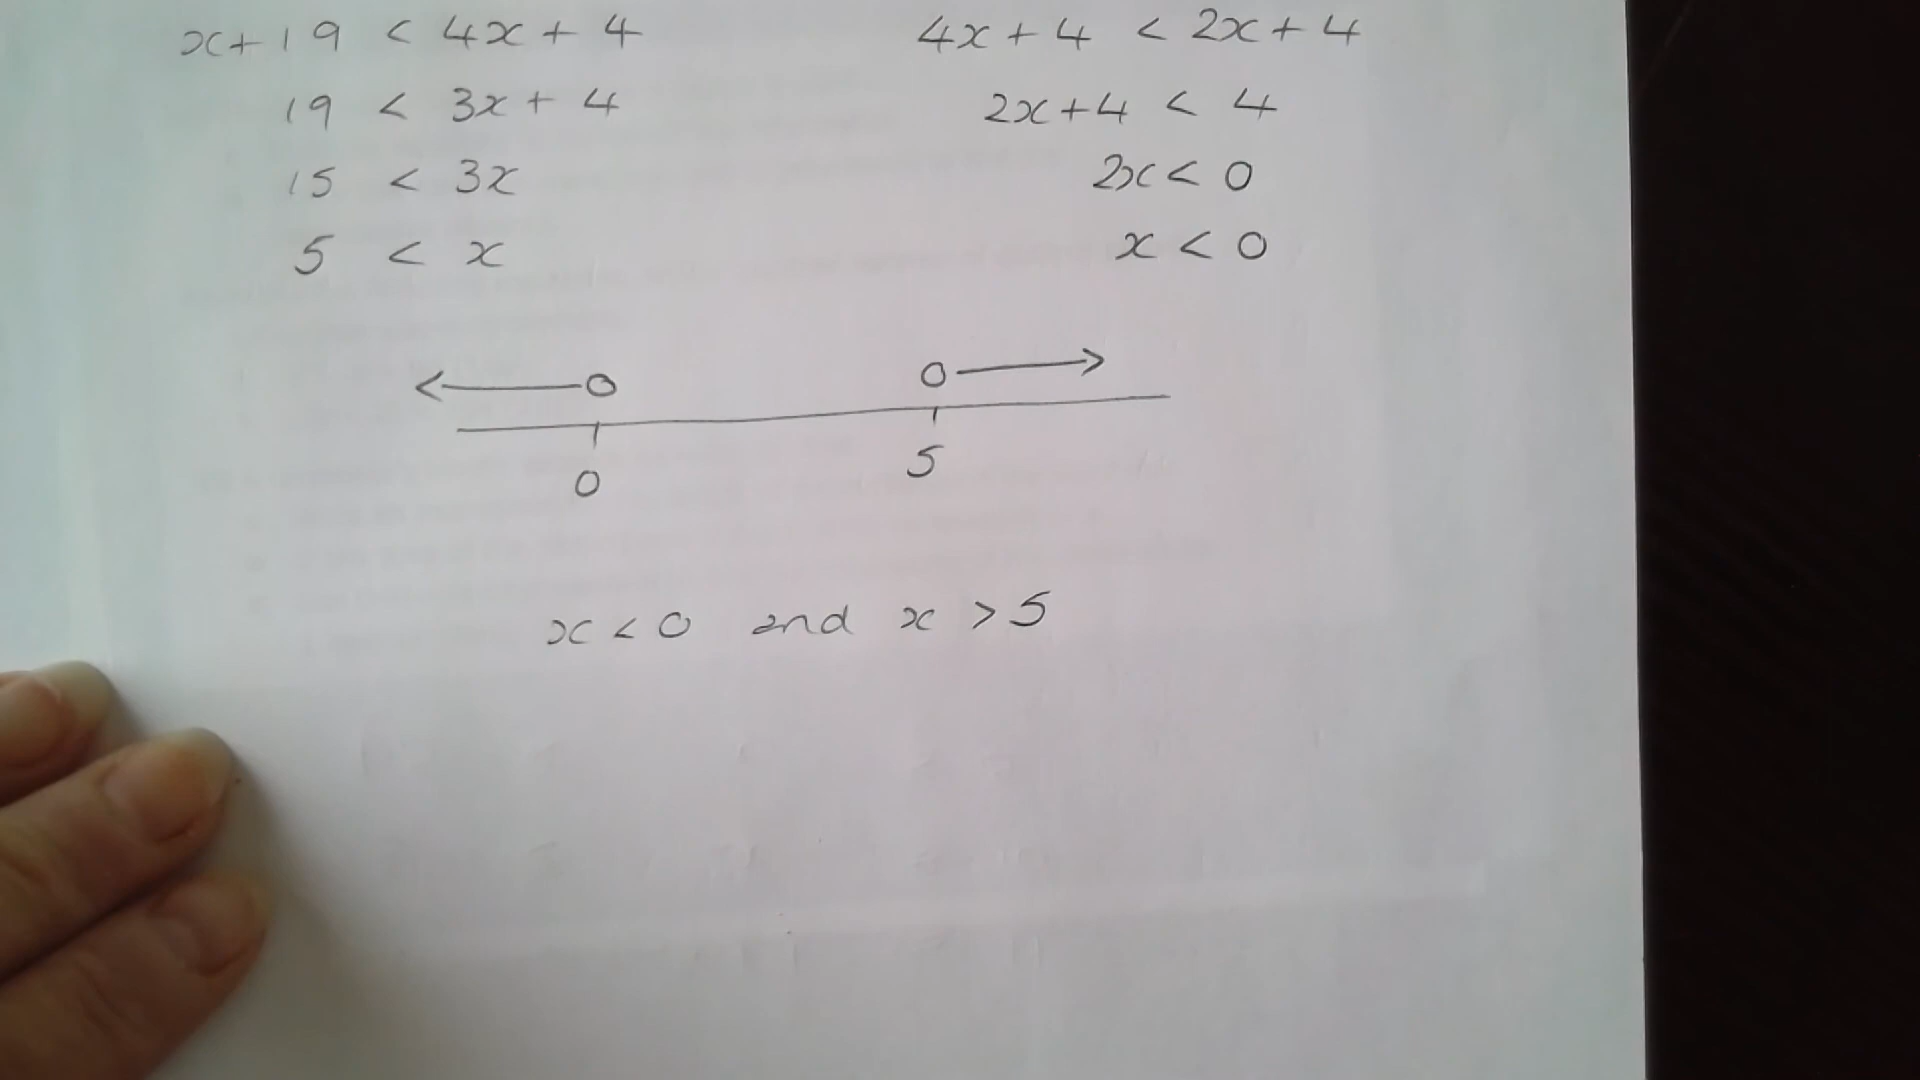 x+19 < 4x+4
19 < 3x+4
15 < 3x
5 < x
4x+4 < 2x+4
2x+4 < 4
2x < 0
x < 0
0 5
x < 0 and x > 5